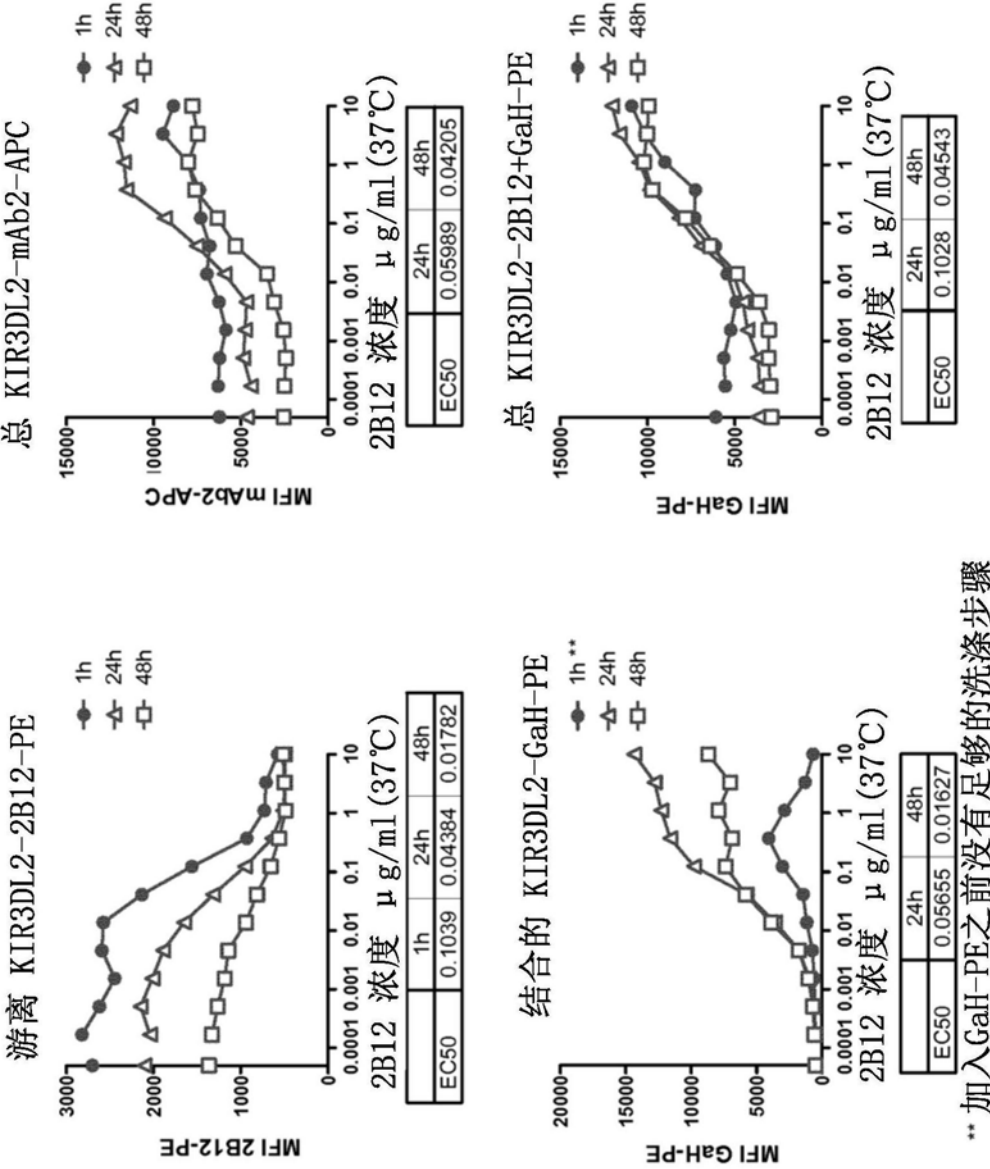 游离 KIR3DL2-2B12-PE
1h
24h
48h
3000
2000
1000
0
MFI 2B12-PE
0.0001 0.001 0.01 0.1 1 10
2B12 浓度 μg/ml(37℃)
1h 24h 48h
EC50 0.1039 0.04384 0.01782
总 KIR3DL2-mAb2-APC
1h
24h
48h
15000
10000
5000
0
MFI mAb2-APC
0.0001 0.001 0.01 0.1 1 10
2B12 浓度 μg/ml(37℃)
24h 48h
EC50 0.05989 0.04205
结合的 KIR3DL2-GaH-PE
1h **
24h
48h
20000
15000
10000
5000
0
MFI GaH-PE
0.0001 0.001 0.01 0.1 1 10
2B12 浓度 μg/ml(37℃)
24h 48h
EC50 0.05655 0.01627
总 KIR3DL2-2B12+GaH-PE
1h
24h
48h
15000
10000
5000
0
MFI GaH-PE
0.0001 0.001 0.01 0.1 1 10
2B12 浓度 μg/ml(37℃)
24h 48h
EC50 0.1028 0.04543
** 加入GaH-PE之前没有足够的洗涤步骤